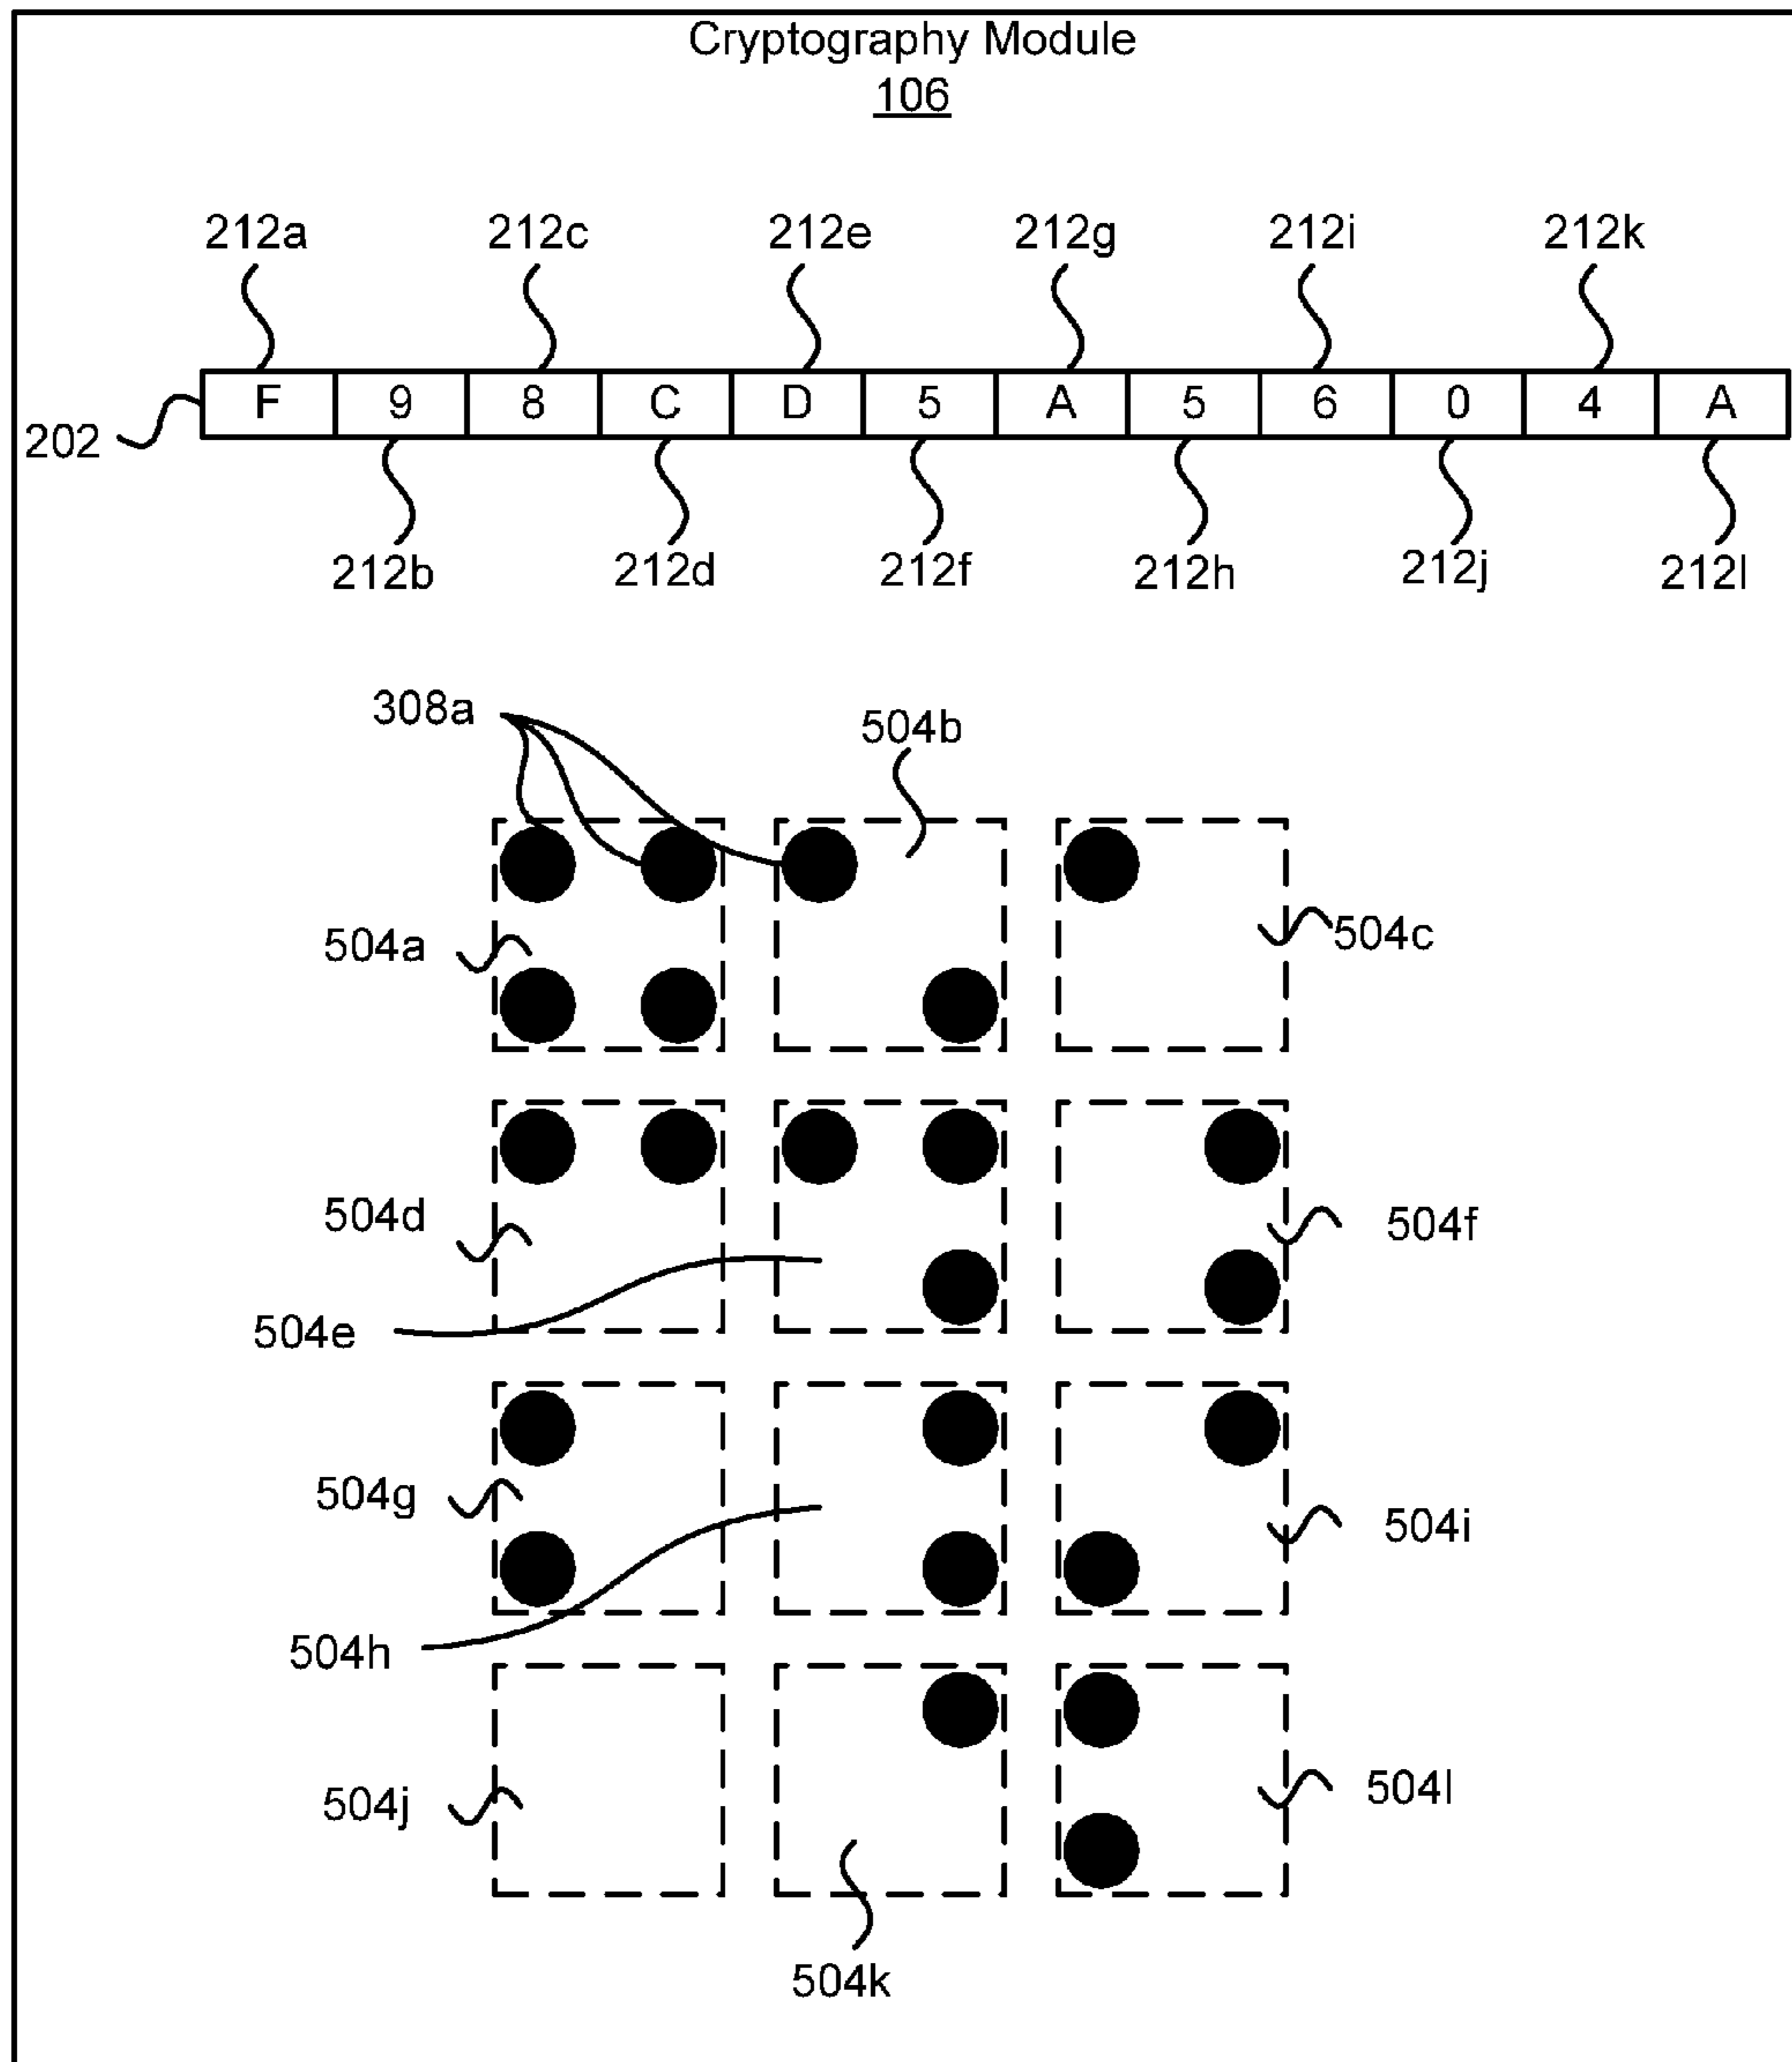 Cryptography Module
106
212a 212c 212e 212g 212i 212k
F 9 8 C D 5 A 5 6 0 4 A
202
212b 212d 212f 212h 212j 212l
308a
504b
504a
504c
504d
504f
504e
504g
504i
504h
504j
504l
504k